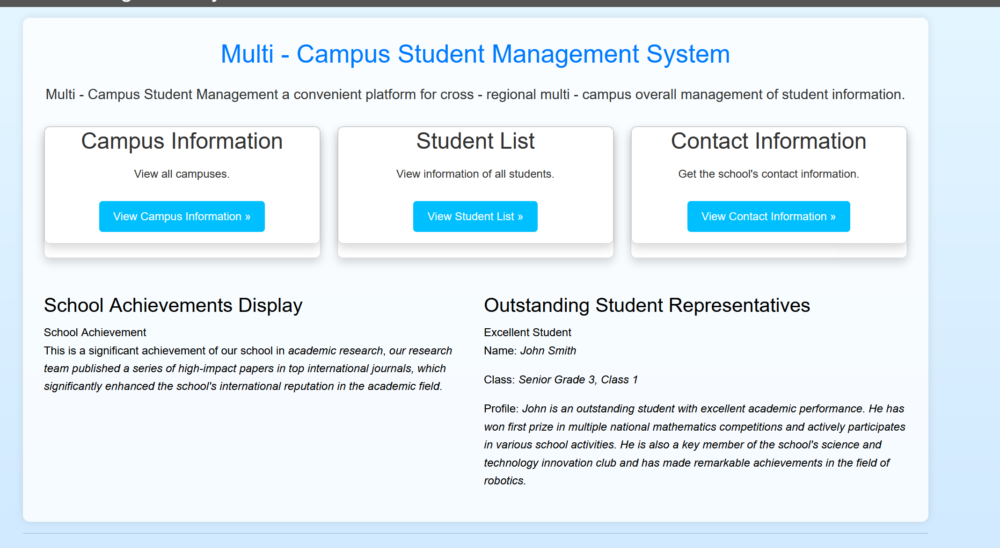 Multi - Campus Student Management System
Multi - Campus Student Management a convenient platform for cross - regional multi - campus overall management of student information.
Campus Information
View all campuses.
View Campus Information »
Student List
View information of all students.
View Student List »
Contact Information
Get the school's contact information.
View Contact Information »
School Achievements Display
School Achievement
This is a significant achievement of our school in academic research, our research
team published a series of high-impact papers in top international journals, which
significantly enhanced the school's international reputation in the academic field.
Outstanding Student Representatives
Excellent Student
Name: John Smith
Class: Senior Grade 3, Class 1
Profile: John is an outstanding student with excellent academic performance. He has
won first prize in multiple national mathematics competitions and actively participates
in various school activities. He is also a key member of the school's science and
technology innovation club and has made remarkable achievements in the field of
robotics.